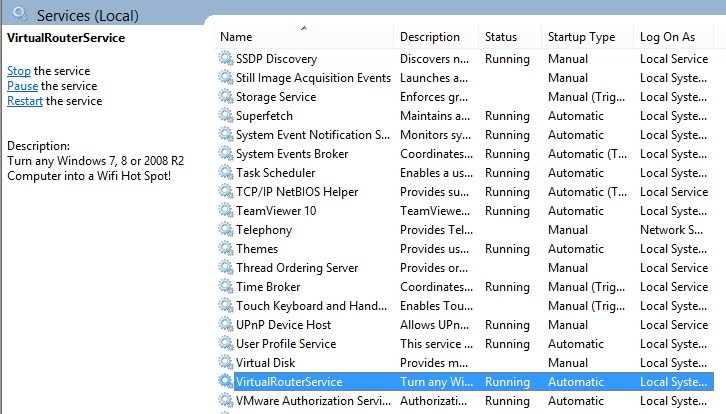 Services (Local)
VirtualRouterService
Stop the service
Pause the service
Restart the service
Description:
Turn any Windows 7, 8 or 2008 R2
Computer into a Wifi Hot Spot!
Name Description Status Startup Type Log On As
SSDP Discovery Discovers n... Running Manual Local Service
Still Image Acquisition Events Launches a... Manual Local Syste...
Storage Service Enforces gr... Manual (Trig... Local Syste...
Superfetch Maintains a... Running Automatic Local Syste...
System Event Notification S... Monitors sy... Running Automatic Local Syste...
System Events Broker Coordinates... Running Automatic (T... Local Syste...
Task Scheduler Enables a us... Running Automatic Local Syste...
TCP/IP NetBIOS Helper Provides su... Running Automatic (T... Local Service
TeamViewer 10 TeamViewe... Running Automatic Local Syste...
Telephony Provides Tel... Manual Network S...
Themes Provides us... Running Automatic Local Syste...
Thread Ordering Server Provides or... Manual Local Service
Time Broker Coordinates... Running Manual (Trig... Local Service
Touch Keyboard and Hand... Enables Tou... Manual (Trig... Local Syste...
UPnP Device Host Allows UPn... Running Manual Local Service
User Profile Service This service ... Running Automatic Local Syste...
Virtual Disk Provides m... Manual Local Syste...
VirtualRouterService Turn any Wi... Running Automatic Local Syste...
VMware Authorization Servi... Authorizati... Running Automatic Local Syste...